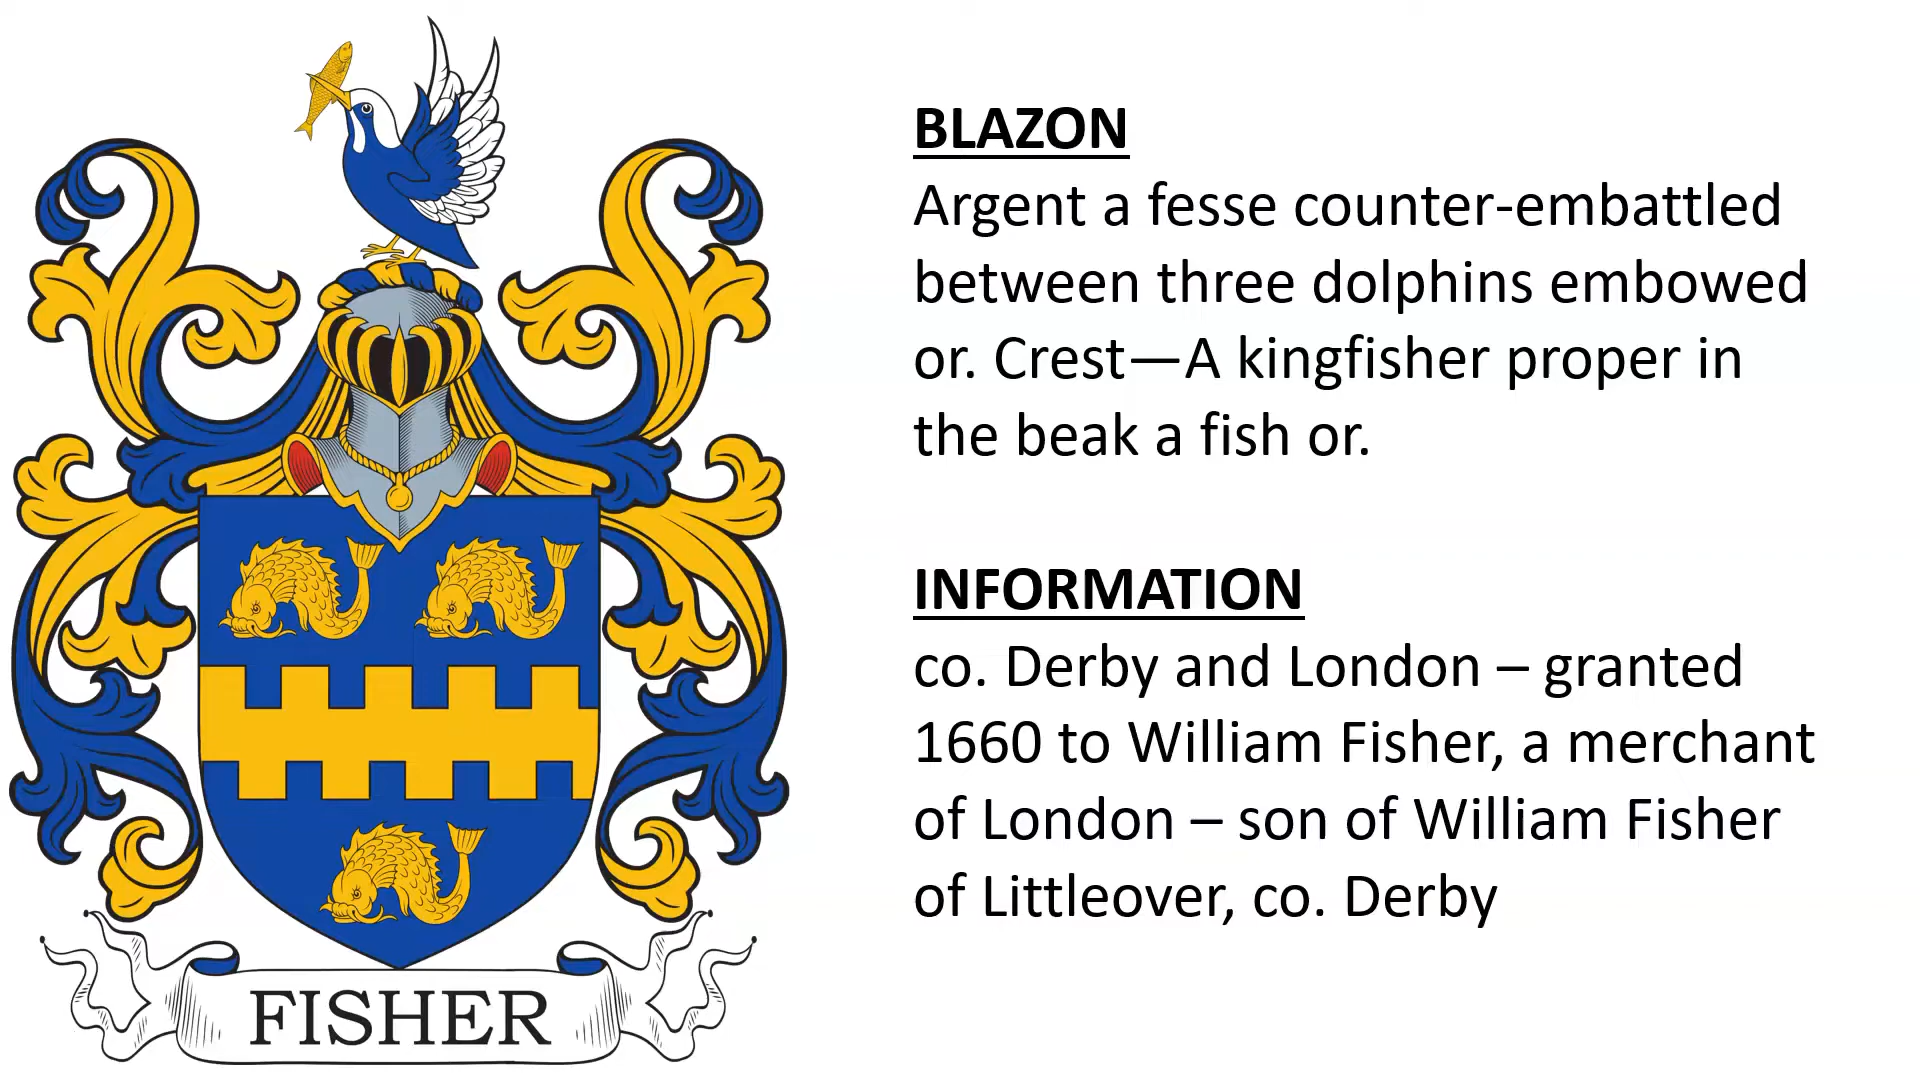 BLAZON
Argent a fesse counter-embattled
between three dolphins embowed
or. Crest—A kingfisher proper in
the beak a fish or.
INFORMATION
co. Derby and London – granted
1660 to William Fisher, a merchant
of London – son of William Fisher
of Littleover, co. Derby
FISHER